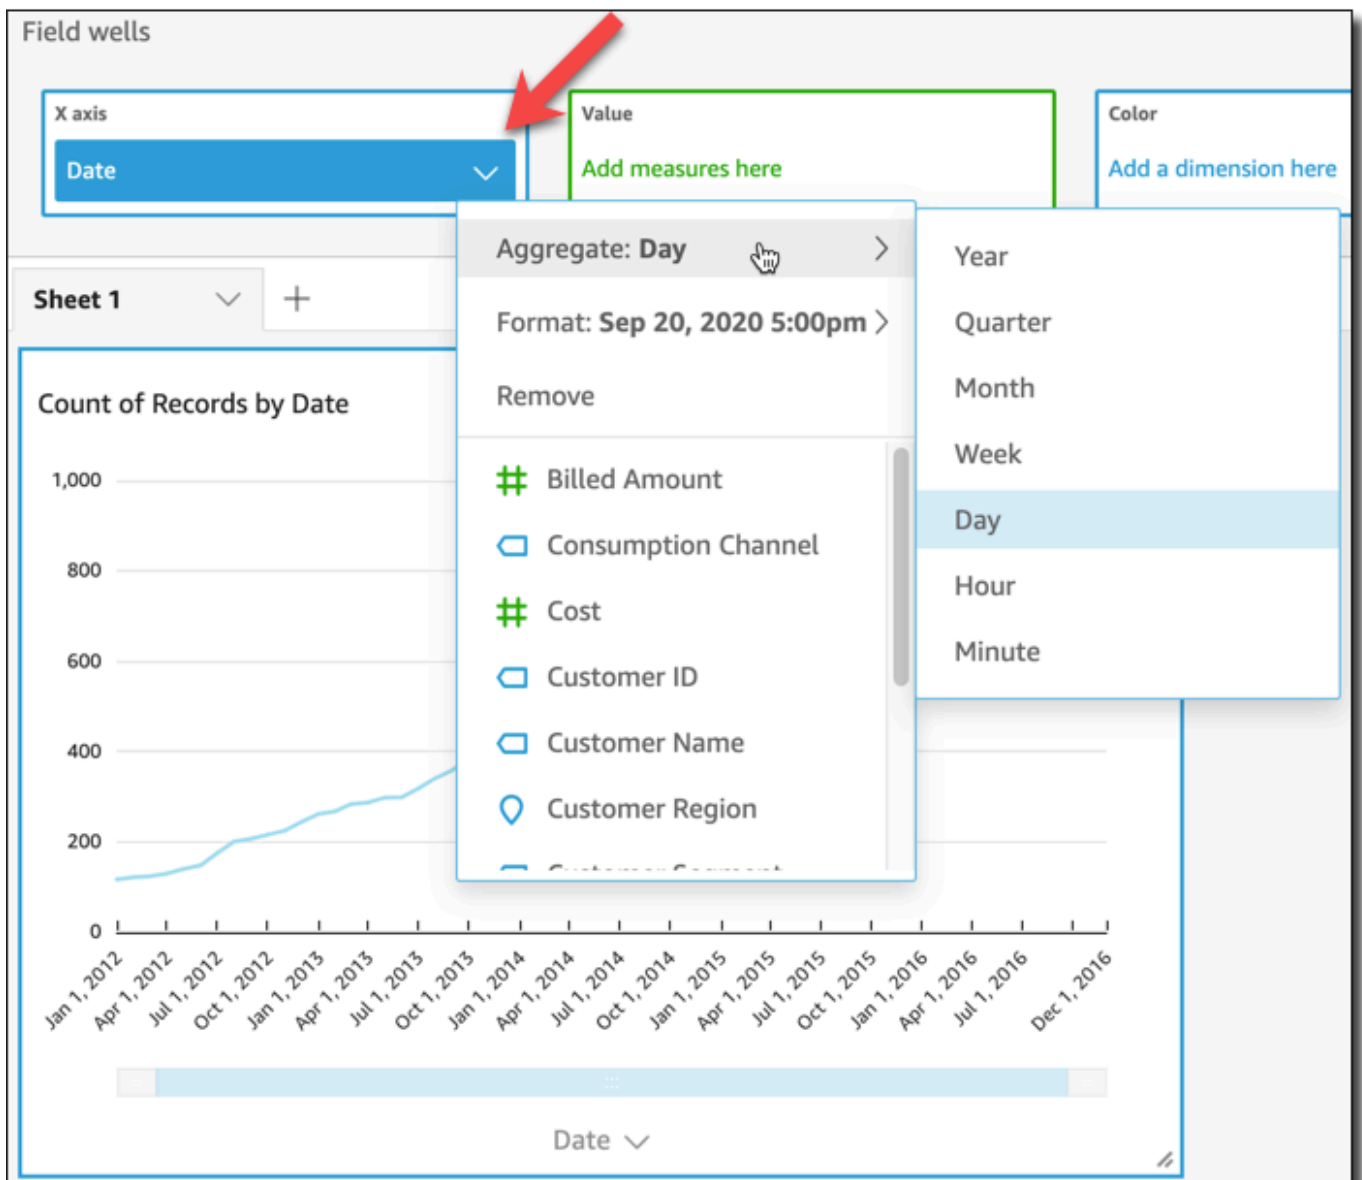 Field wells
X axis
Date
Value
Add measures here
Color
Add a dimension here
Aggregate: Day
Format: Sep 20, 2020 5:00pm
Remove
Billed Amount
Consumption Channel
Cost
Customer ID
Customer Name
Customer Region
Customer Segment
Year
Quarter
Month
Week
Day
Hour
Minute
Sheet 1
Count of Records by Date
1,000
800
600
400
200
0
Jan 1, 2012
Apr 1, 2012
Jul 1, 2012
Oct 1, 2012
Jan 1, 2013
Apr 1, 2013
Jul 1, 2013
Oct 1, 2013
Jan 1, 2014
Apr 1, 2014
Jul 1, 2014
Oct 1, 2014
Jan 1, 2015
Apr 1, 2015
Jul 1, 2015
Oct 1, 2015
Jan 1, 2016
Apr 1, 2016
Jul 1, 2016
Dec 1, 2016
Date